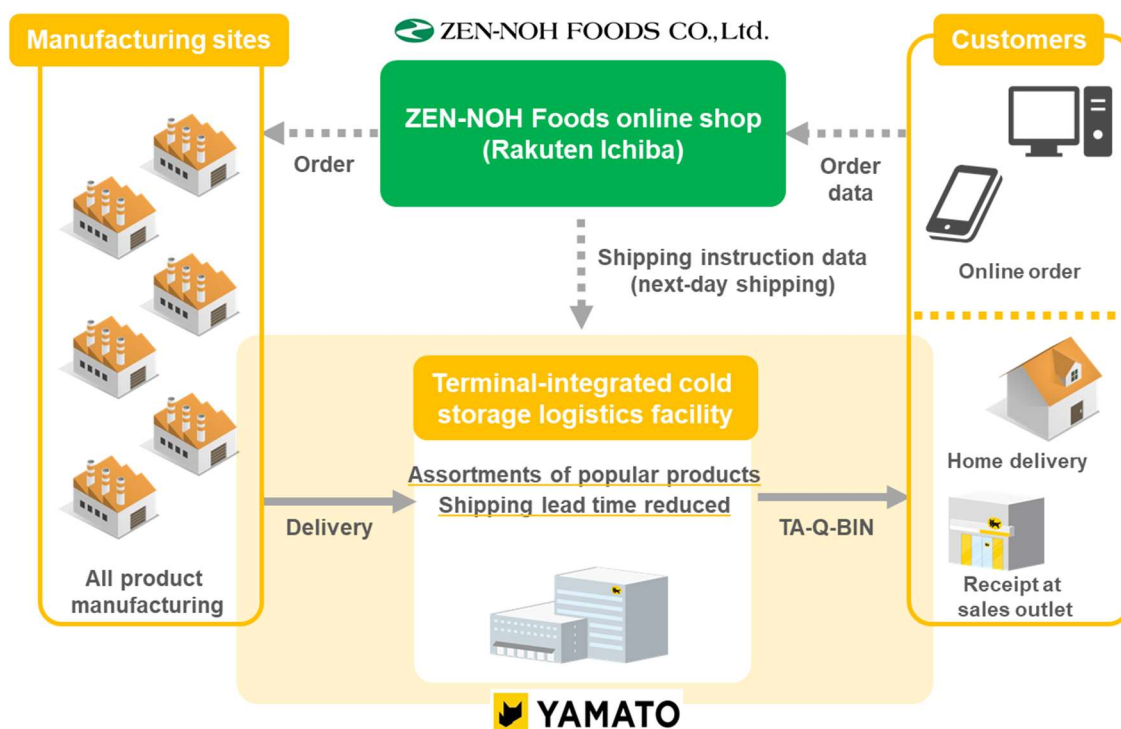 Manufacturing sites
ZEN-NOH FOODS CO.,Ltd.
Customers
ZEN-NOH Foods online shop
(Rakuten Ichiba)
Order
Order
data
Online order
Shipping instruction data
(next-day shipping)
Terminal-integrated cold
storage logistics facility
Assortments of popular products
Shipping lead time reduced
Delivery
TA-Q-BIN
Home delivery
All product
manufacturing
Receipt at
sales outlet
YAMATO